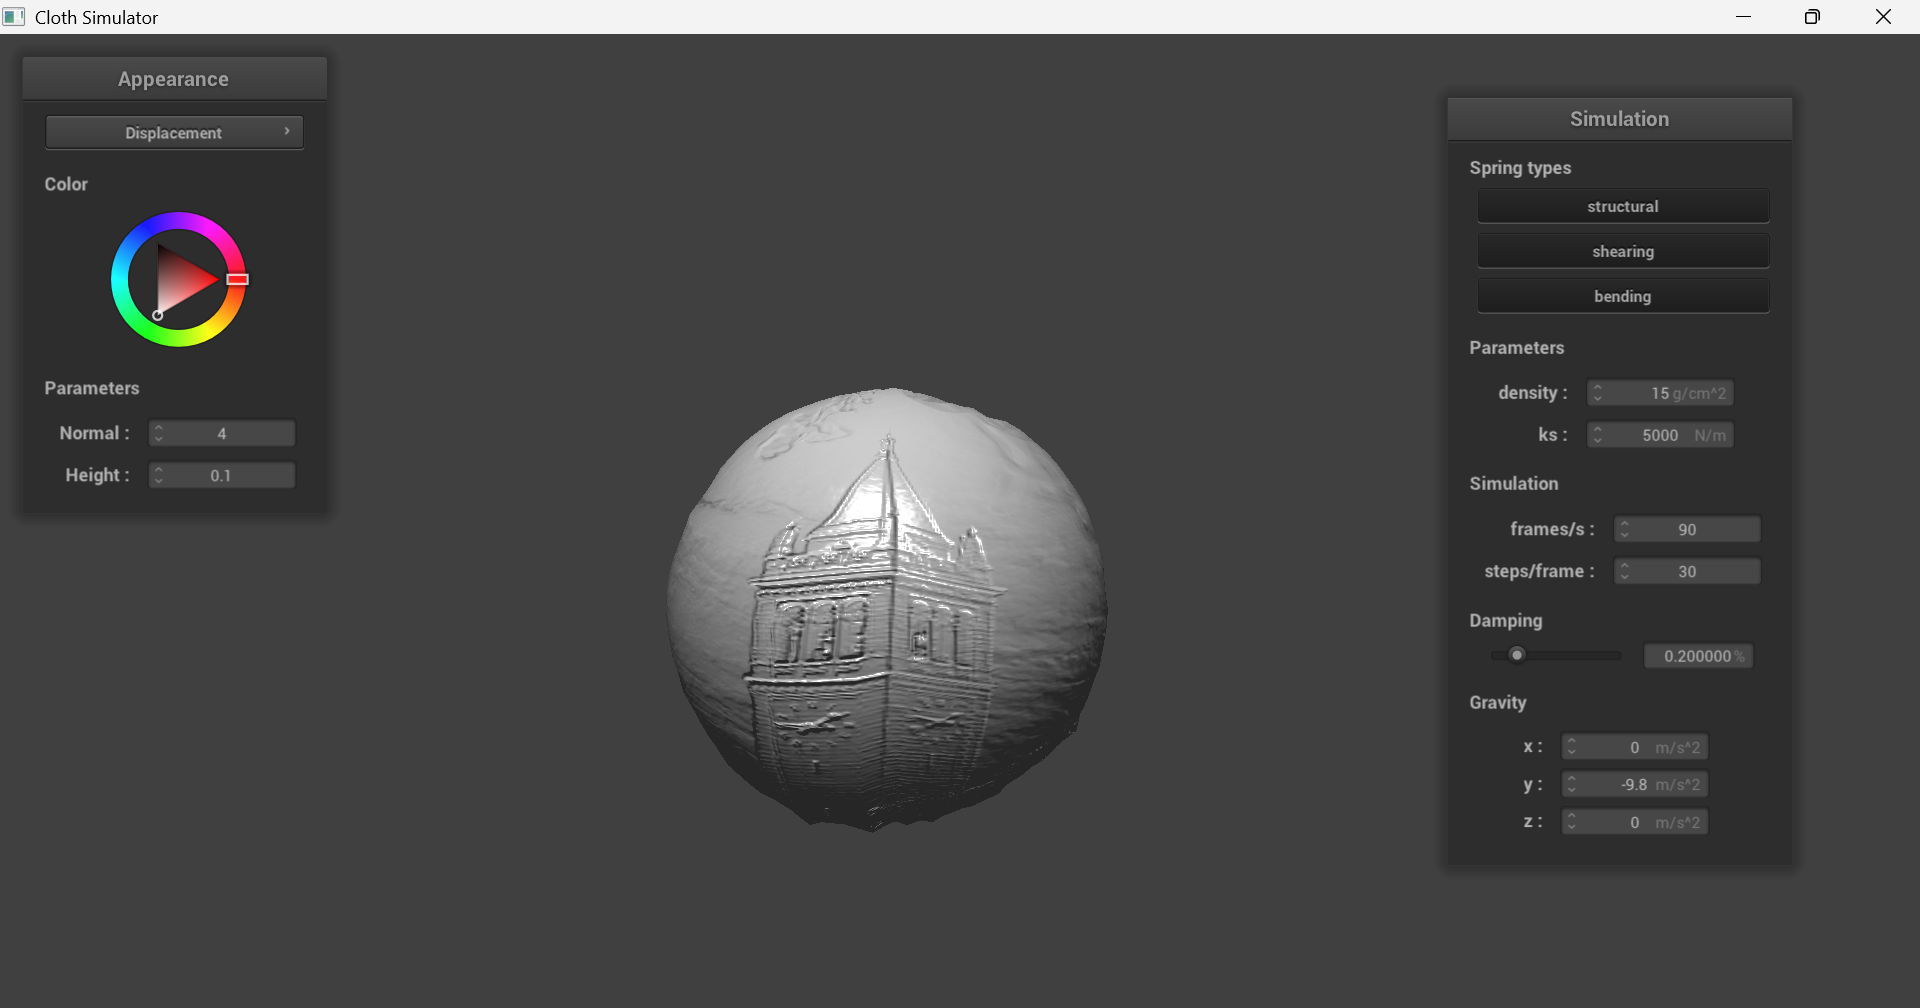 Cloth Simulator
Appearance
Displacement
Color
Parameters
Normal : 4
Height : 0.1
Simulation
Spring types
structural
shearing
bending
Parameters
density : 15 g/cm^2
ks : 5000 N/m
Simulation
frames/s : 90
steps/frame : 30
Damping
0.200000 %
Gravity
x : 0 m/s^2
y : -9.8 m/s^2
z : 0 m/s^2